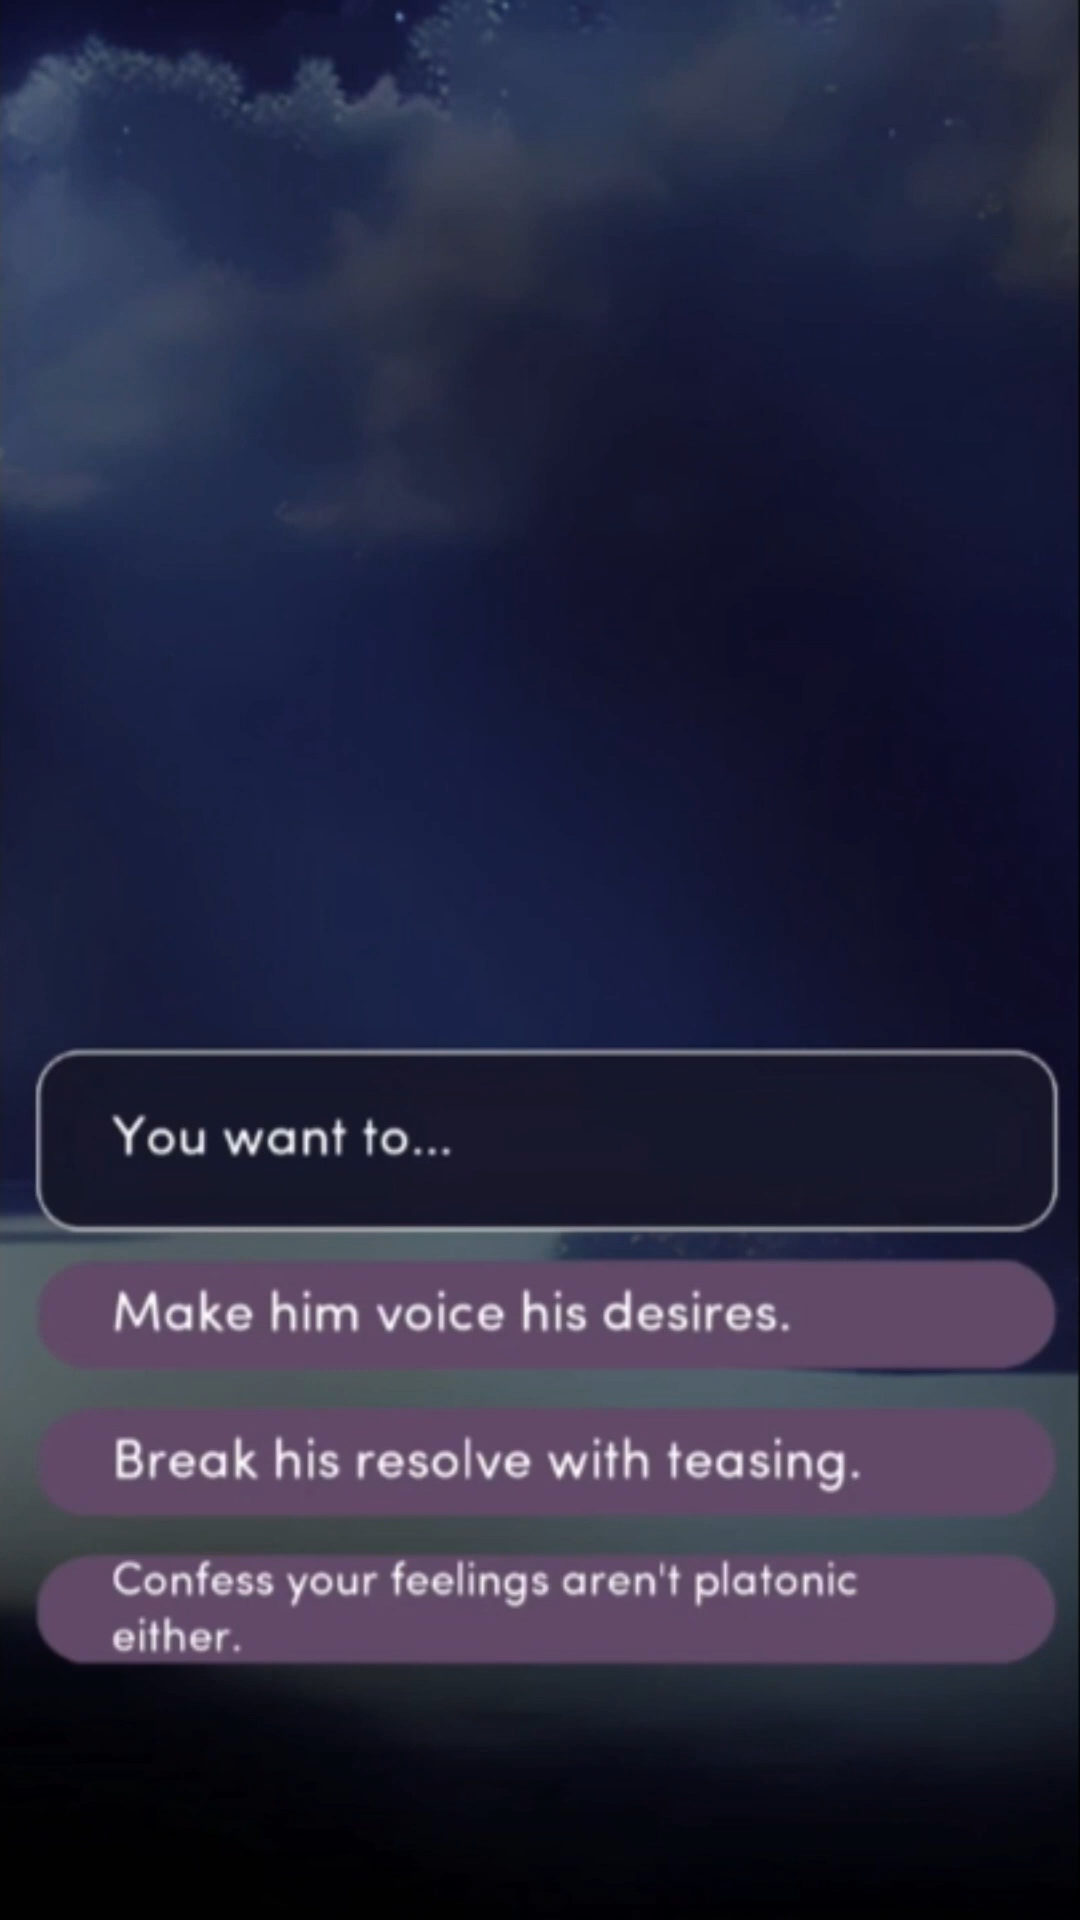 You want to...
Make him voice his desires.
Break his resolve with teasing.
Confess your feelings aren't platonic
either.